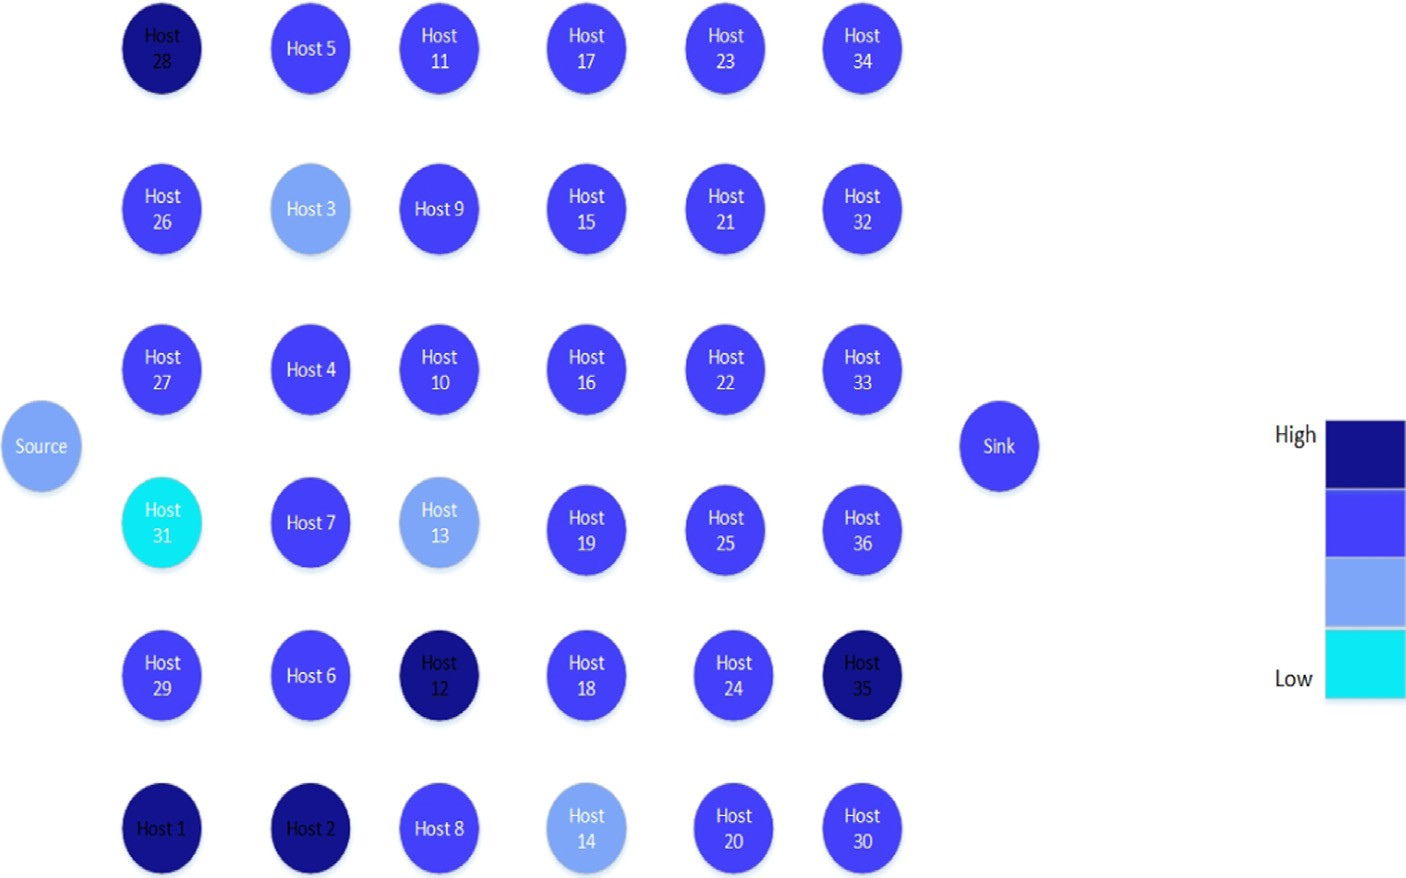 Host
28
Host 5
Host
11
Host
17
Host
23
Host
34
Host
26
Host 3
Host 9
Host
15
Host
21
Host
32
Host
27
Host 4
Host
10
Host
16
Host
22
Host
33
Source
Sink
High
Host
31
Host 7
Host
13
Host
19
Host
25
Host
36
Host
29
Host 6
Host
12
Host
18
Host
24
Host
35
Low
Host 1
Host 2
Host 8
Host
14
Host
20
Host
30